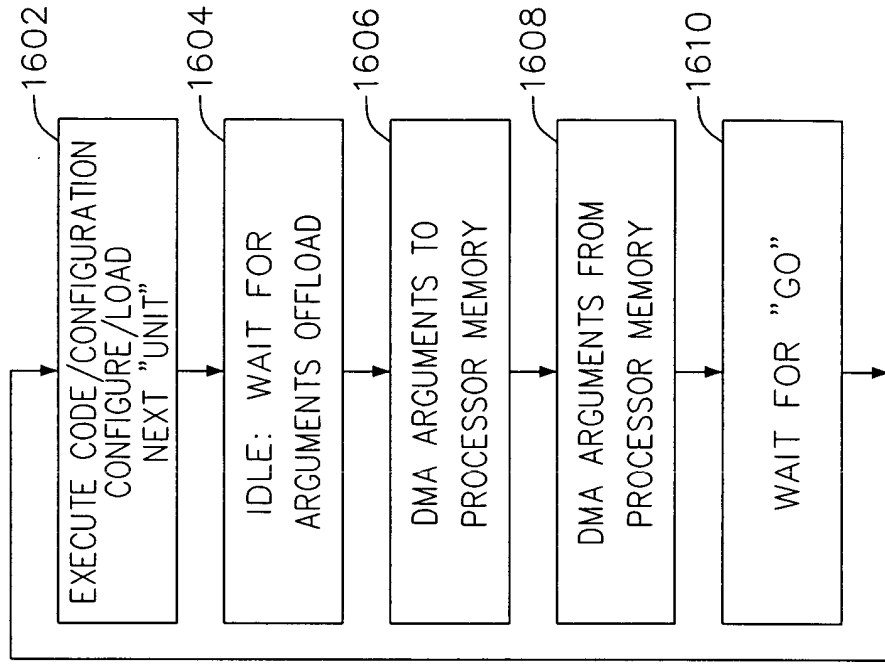 1602
EXECUTE CODE/CONFIGURATION
CONFIGURE/LOAD
NEXT "UNIT"
1604
IDLE: WAIT FOR
ARGUMENTS OFFLOAD
1606
DMA ARGUMENTS TO
PROCESSOR MEMORY
1608
DMA ARGUMENTS FROM
PROCESSOR MEMORY
1610
WAIT FOR "GO"